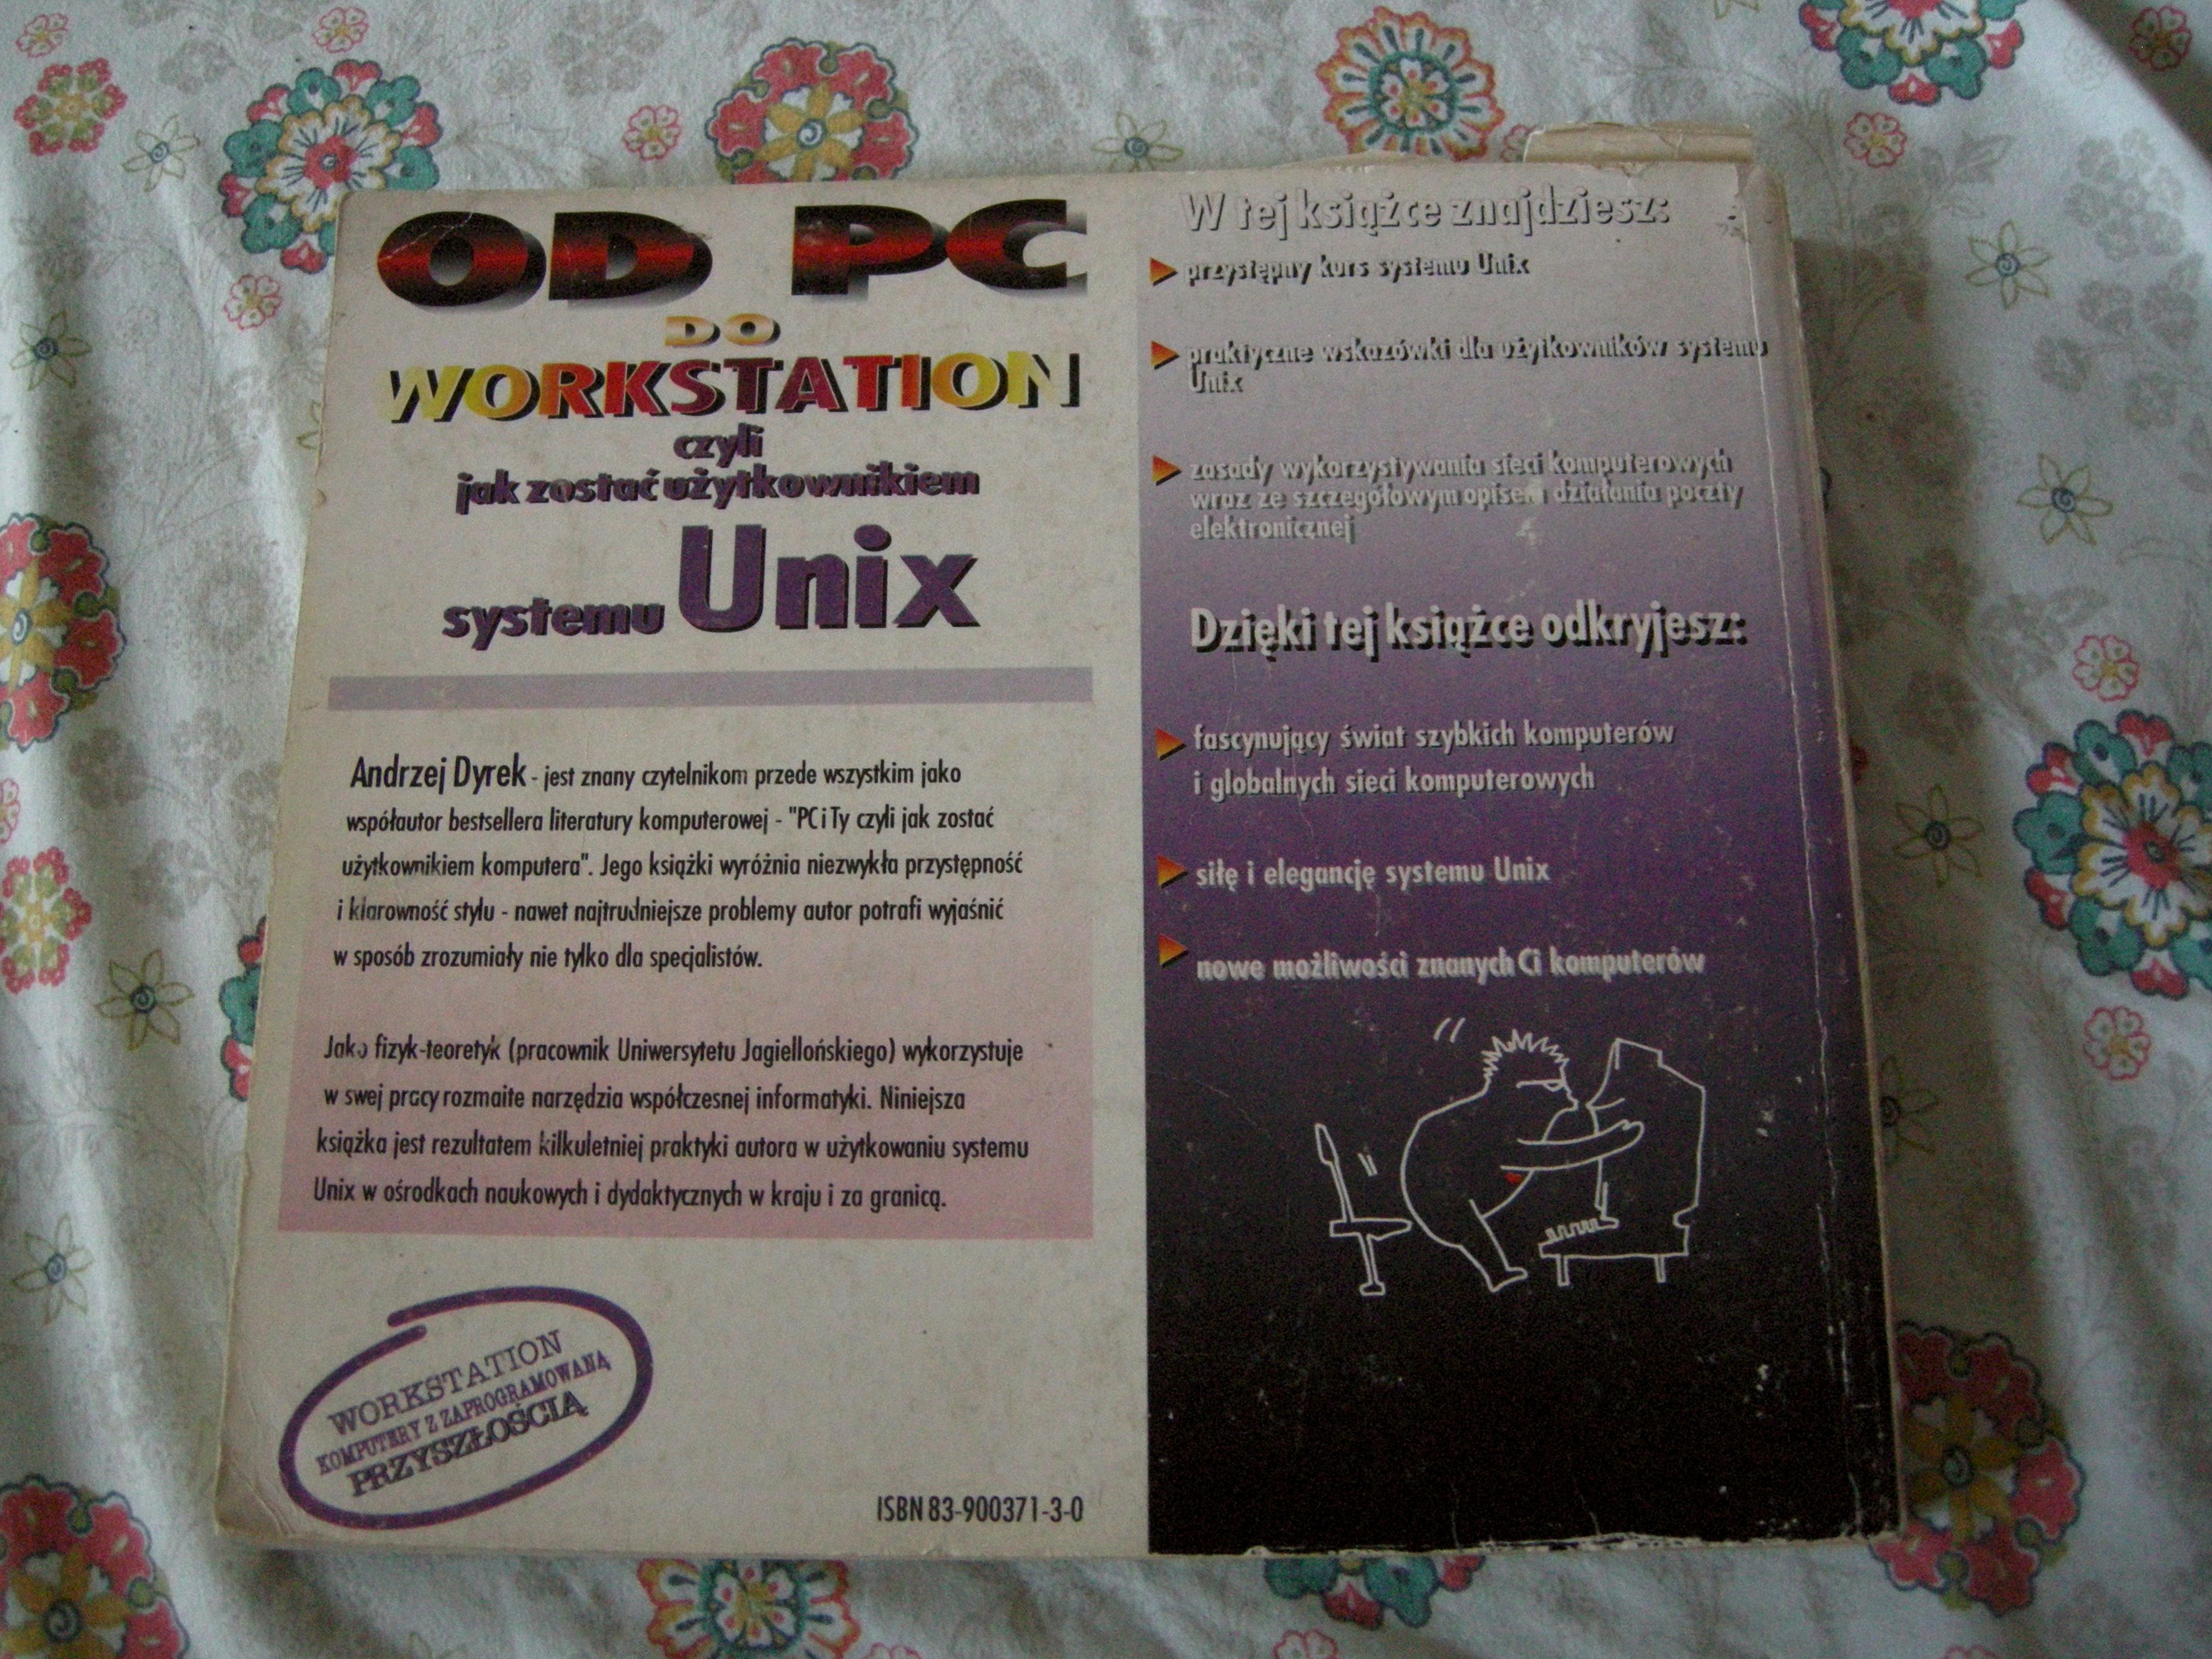 OD PC
DO
WORKSTATION
czyli
jak zostać użytkownikiem
systemu Unix
Andrzej Dyrek - jest znany czytelnikom przede wszystkim jako
współautor bestsellera literatury komputerowej - "PC i Ty czyli jak zostać
użytkownikiem komputera". Jego książki wyróżnia niezwykła przystępność
i klarowność stylu - nawet najtrudniejsze problemy autor potrafi wyjaśnić
w sposób zrozumiały nie tylko dla specjalistów.
Jako fizyk-teoretyk (pracownik Uniwersytetu Jagiellońskiego) wykorzystuje
w swej pracy rozmaite narzędzia współczesnej informatyki. Niniejsza
książka jest rezultatem kilkuletniej praktyki autora w użytkowaniu systemu
Unix w ośrodkach naukowych i dydaktycznych w kraju i za granicą.
WORKSTATION
KOMPUTERY Z ZAPROGRAMOWANĄ
PRZYSZŁOŚCIĄ
ISBN 83-900371-3-0
W tej książce znajdziesz:
przystępny kurs systemu Unix
praktyczne wskazówki dla użytkowników systemu
Unix
zasady wykorzystywania sieci komputerowych
wraz ze szczegółowym opisem działania poczty
elektronicznej
Dzięki tej książce odkryjesz:
fascynujący świat szybkich komputerów
i globalnych sieci komputerowych
siłę i elegancję systemu Unix
nowe możliwości znanych Ci komputerów